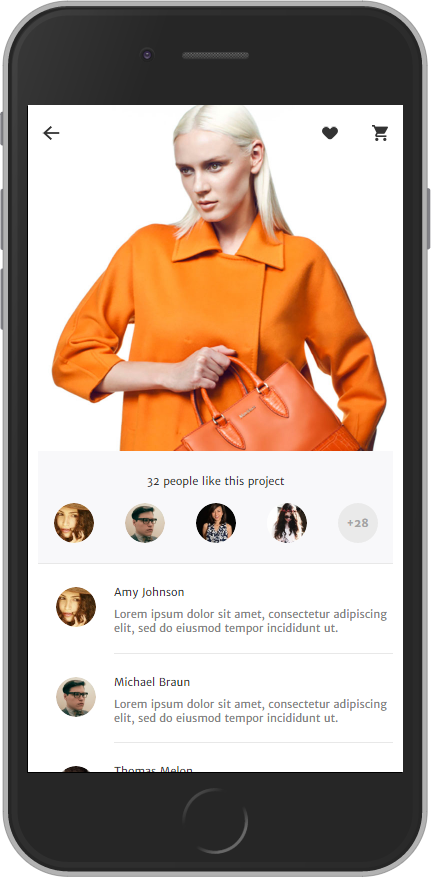 32 people like this project
+28
Amy Johnson
Lorem ipsum dolor sit amet, consectetur adipiscing
elit, sed do eiusmod tempor incididunt ut.
Michael Braun
Lorem ipsum dolor sit amet, consectetur adipiscing
elit, sed do eiusmod tempor incididunt ut.
Thomas Melon